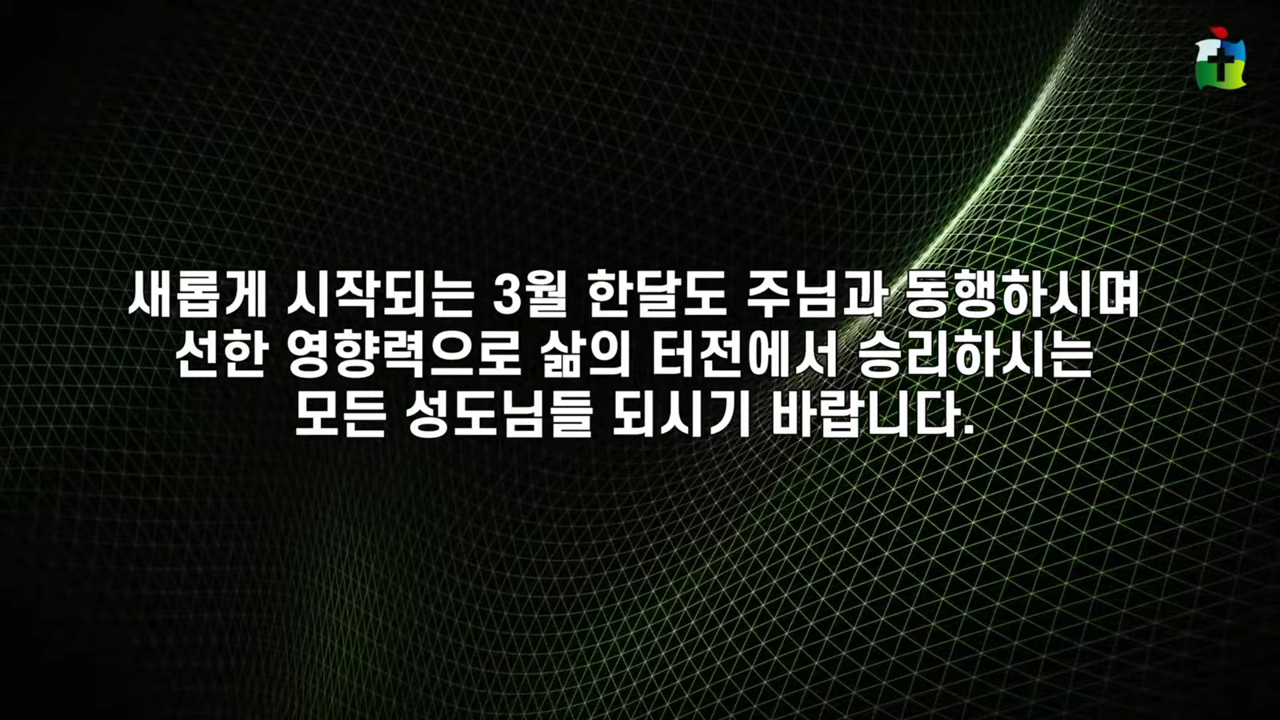 새롭게 시작되는 3월 한달도 주님과 동행하시며
선한 영향력으로 삶의 터전에서 승리하시는
모든 성도님들 되시기 바랍니다.